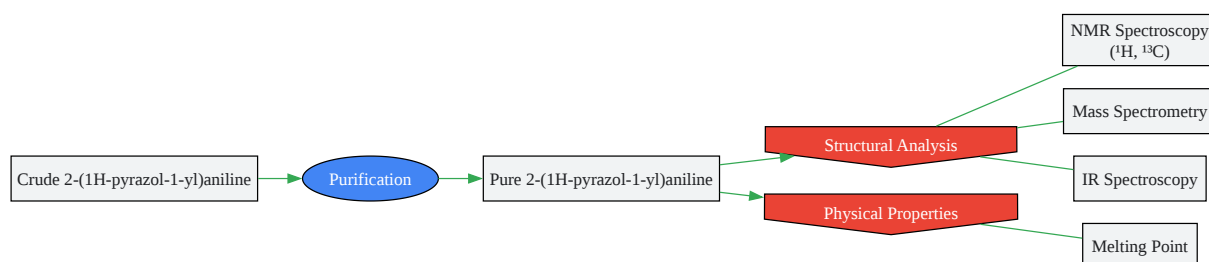 Crude 2-(1H-pyrazol-1-yl)aniline
Purification
Pure 2-(1H-pyrazol-1-yl)aniline
Structural Analysis
Physical Properties
NMR Spectroscopy
(¹H, ¹³C)
Mass Spectrometry
IR Spectroscopy
Melting Point